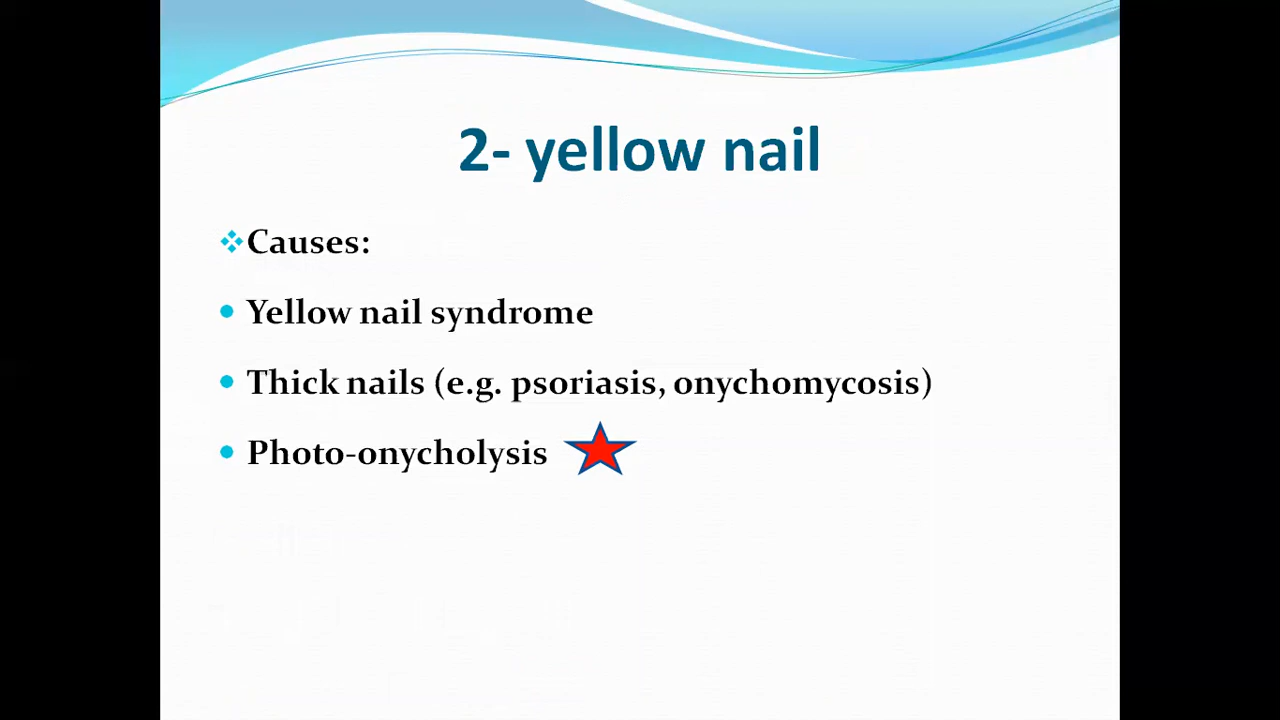 2- yellow nail
Causes:
Yellow nail syndrome
Thick nails (e.g. psoriasis, onychomycosis)
Photo-onycholysis